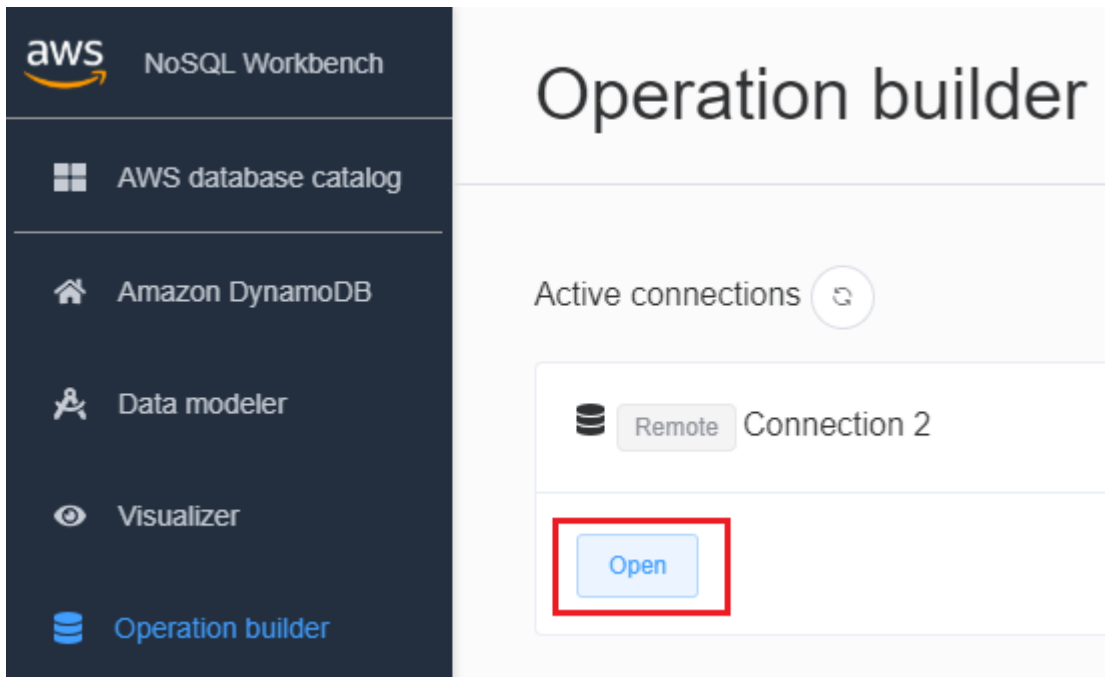 aws NoSQL Workbench
AWS database catalog
Amazon DynamoDB
Data modeler
Visualizer
Operation builder
Operation builder
Active connections
Remote Connection 2
Open